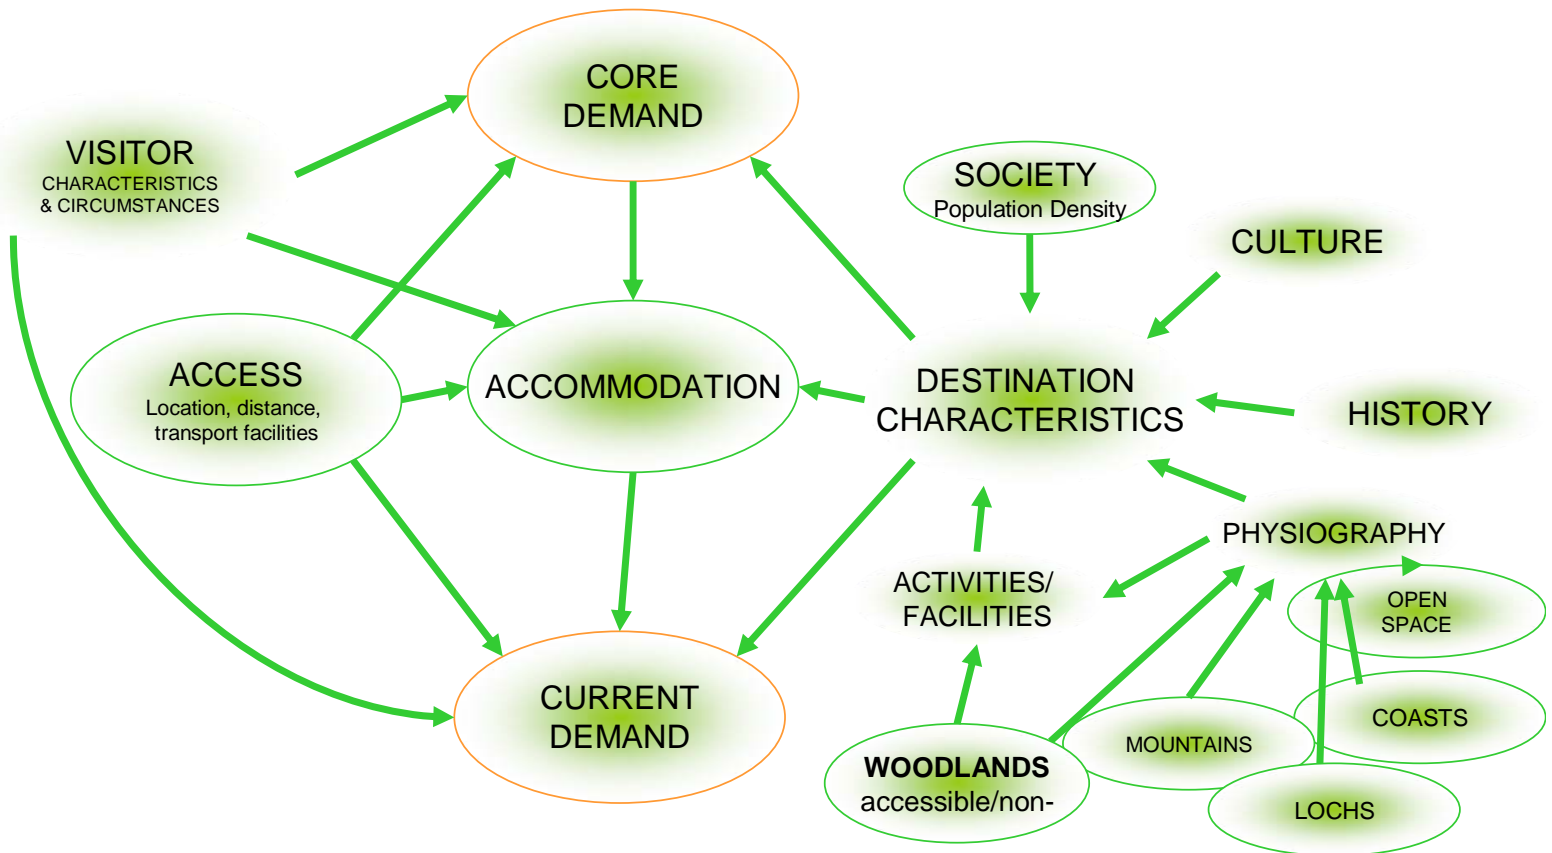 CORE
DEMAND
VISITOR
CHARACTERISTICS
& CIRCUMSTANCES
SOCIETY
Population Density
CULTURE
ACCESS
Location, distance,
transport facilities
ACCOMMODATION
DESTINATION
CHARACTERISTICS
HISTORY
PHYSIOGRAPHY
ACTIVITIES/
FACILITIES
OPEN
SPACE
CURRENT
DEMAND
COASTS
MOUNTAINS
WOODLANDS
accessible/non-
LOCHS